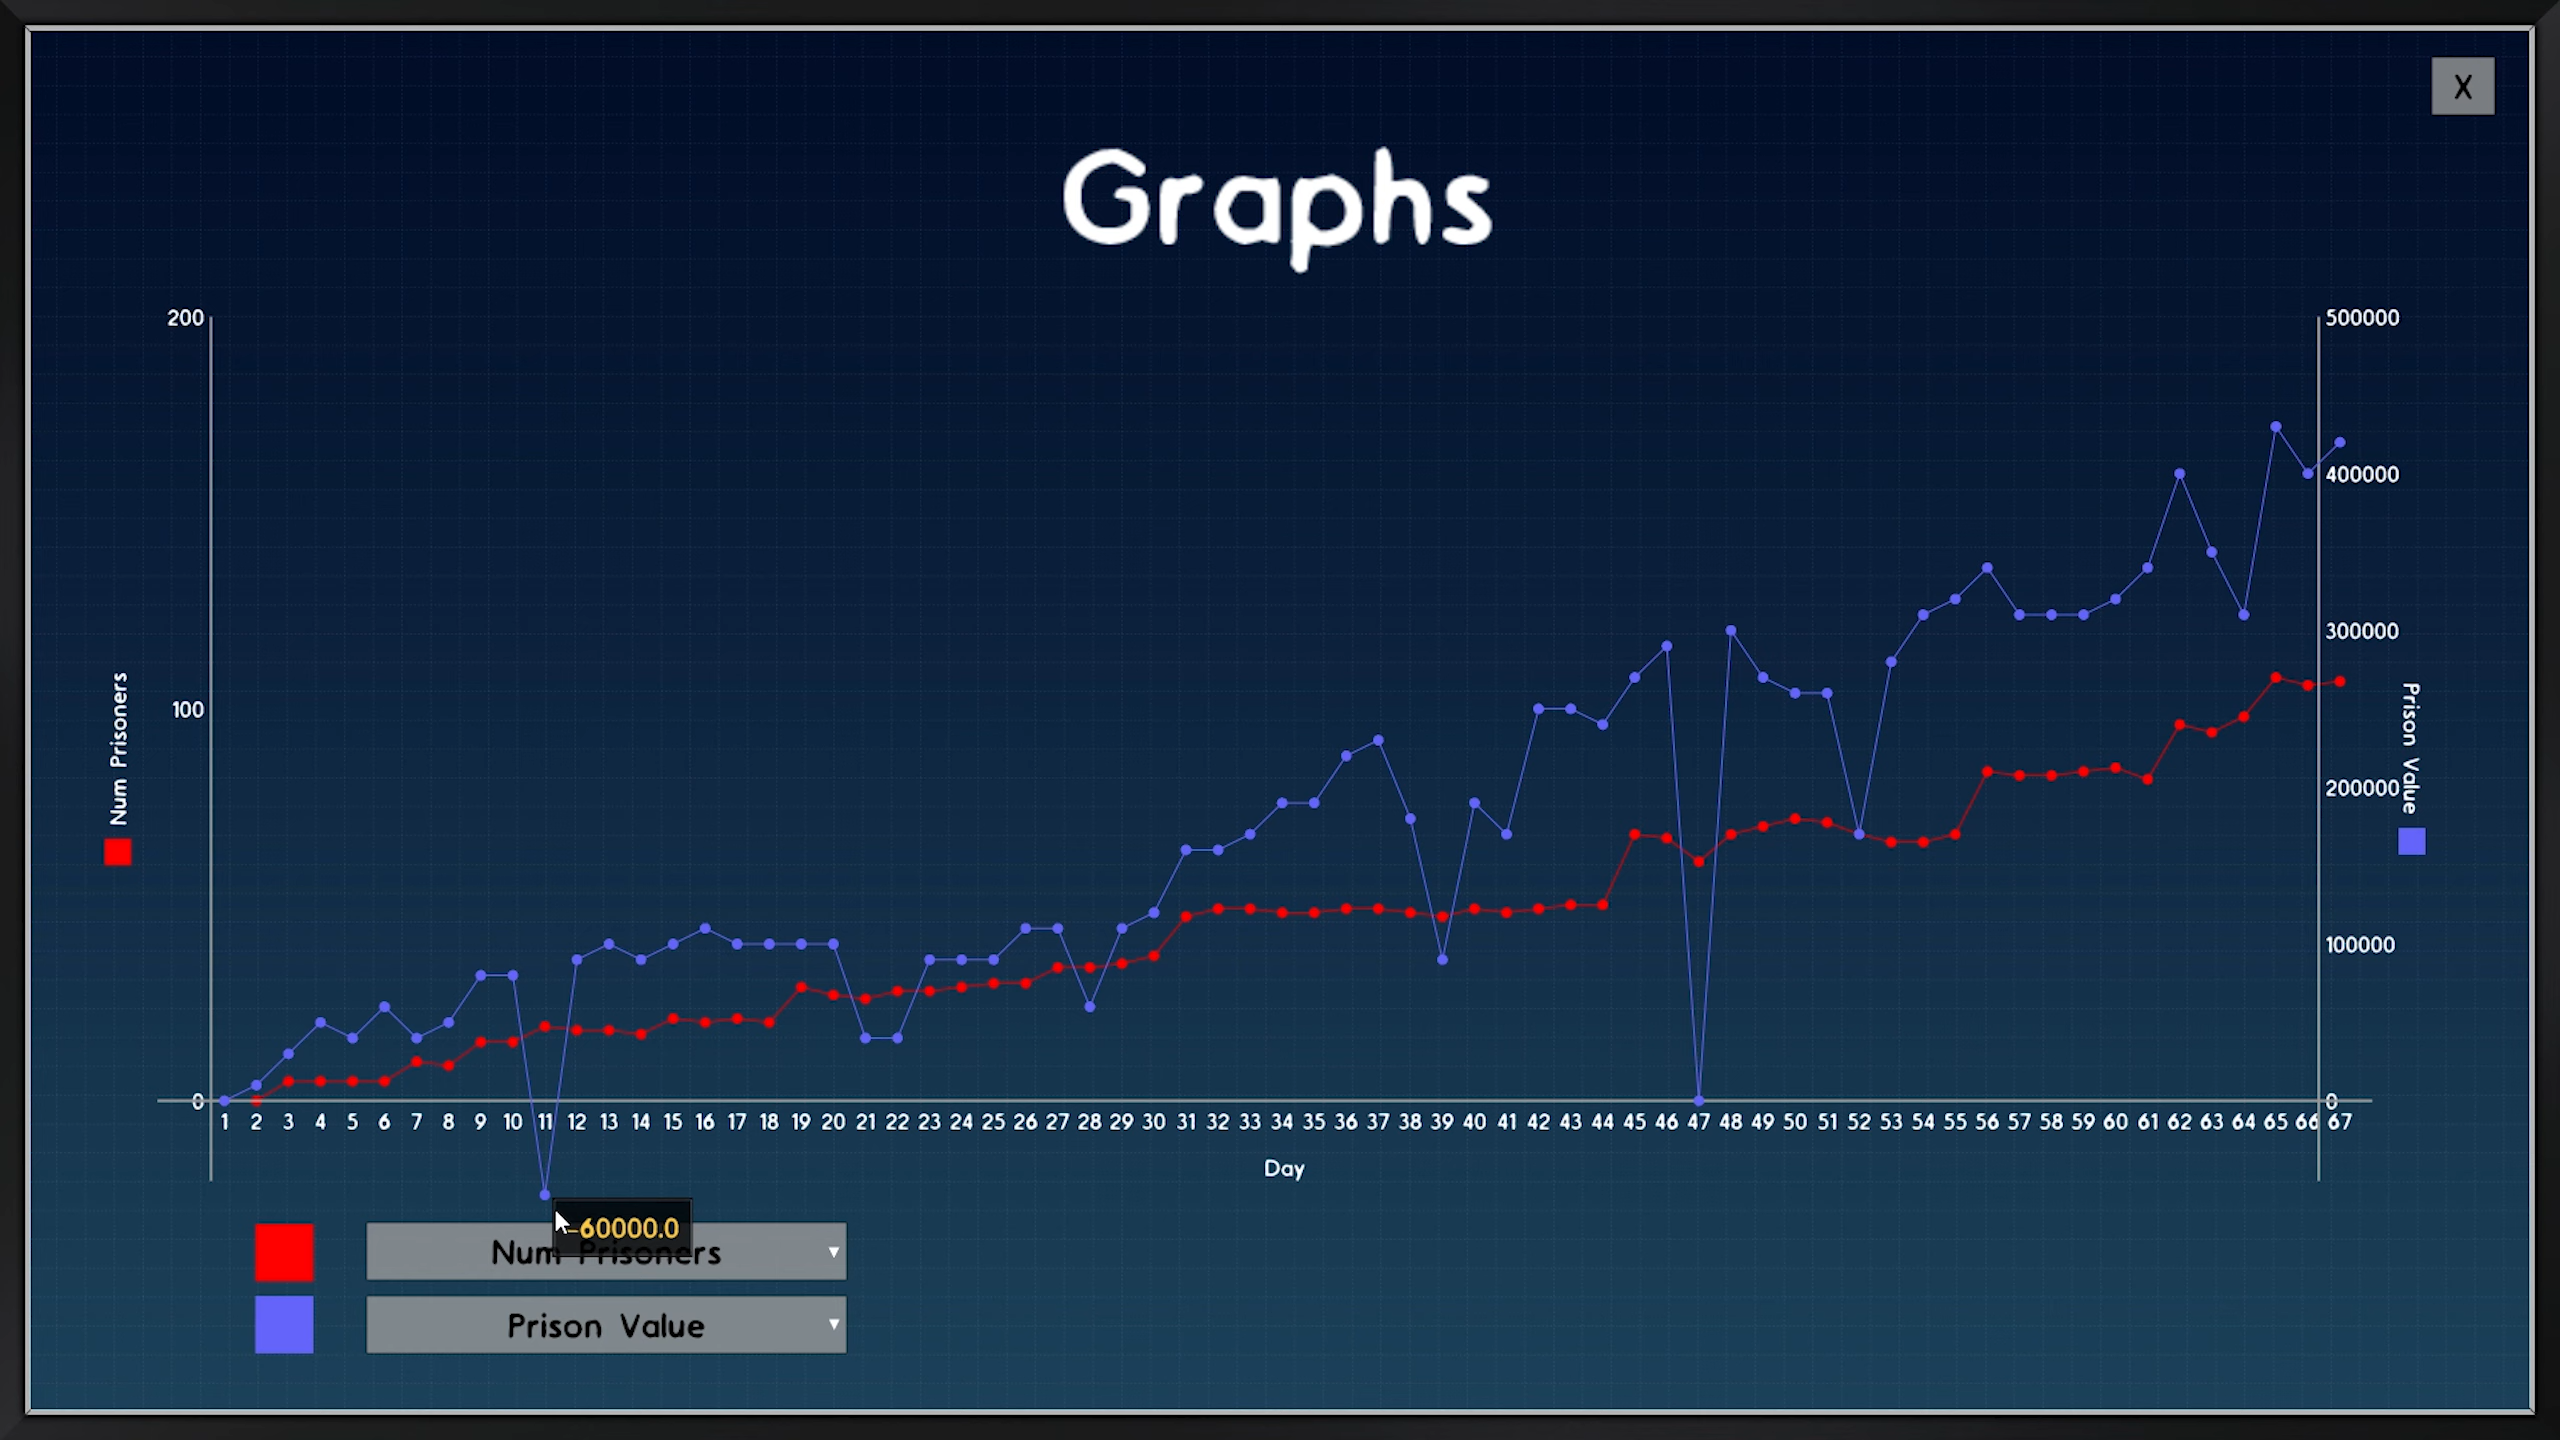 X
Graphs
200
500000
400000
300000
Num Prisoners
100
Prison Value
200000
100000
0
0
1 2 3 4 5 6 7 8 9 10 11 12 13 14 15 16 17 18 19 20 21 22 23 24 25 26 27 28 29 30 31 32 33 34 35 36 37 38 39 40 41 42 43 44 45 46 47 48 49 50 51 52 53 54 55 56 57 58 59 60 61 62 63 64 65 66 67
Day
-60000.0
Num Prisoners
Prison Value